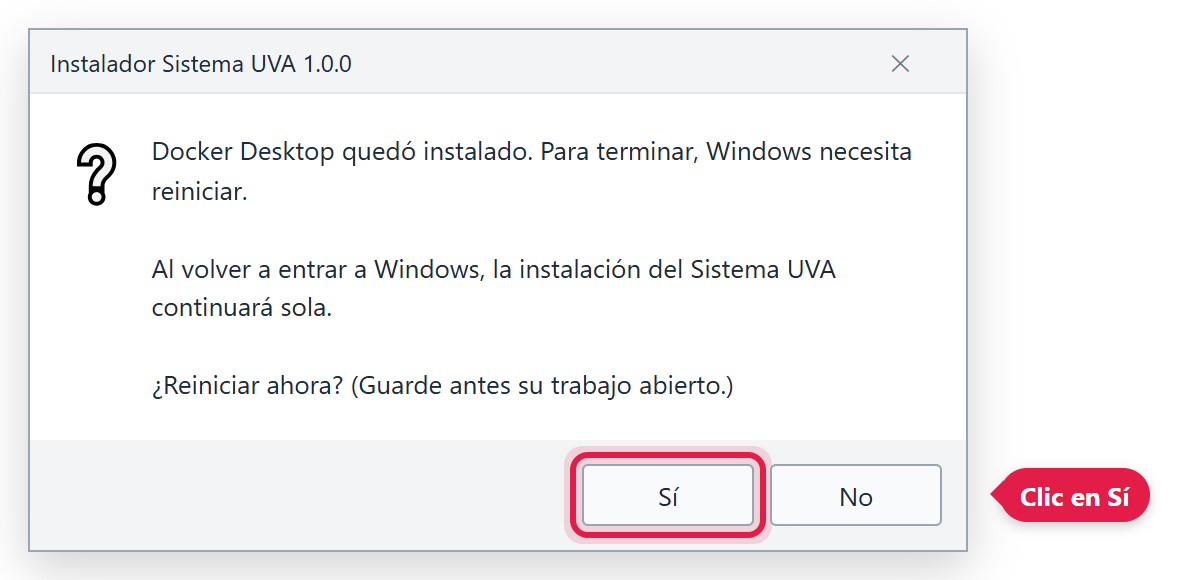 Instalador Sistema UVA 1.0.0
Docker Desktop quedó instalado. Para terminar, Windows necesita
reiniciar.
Al volver a entrar a Windows, la instalación del Sistema UVA
continuará sola.
¿Reiniciar ahora? (Guarde antes su trabajo abierto.)
Sí
No
Clic en Sí